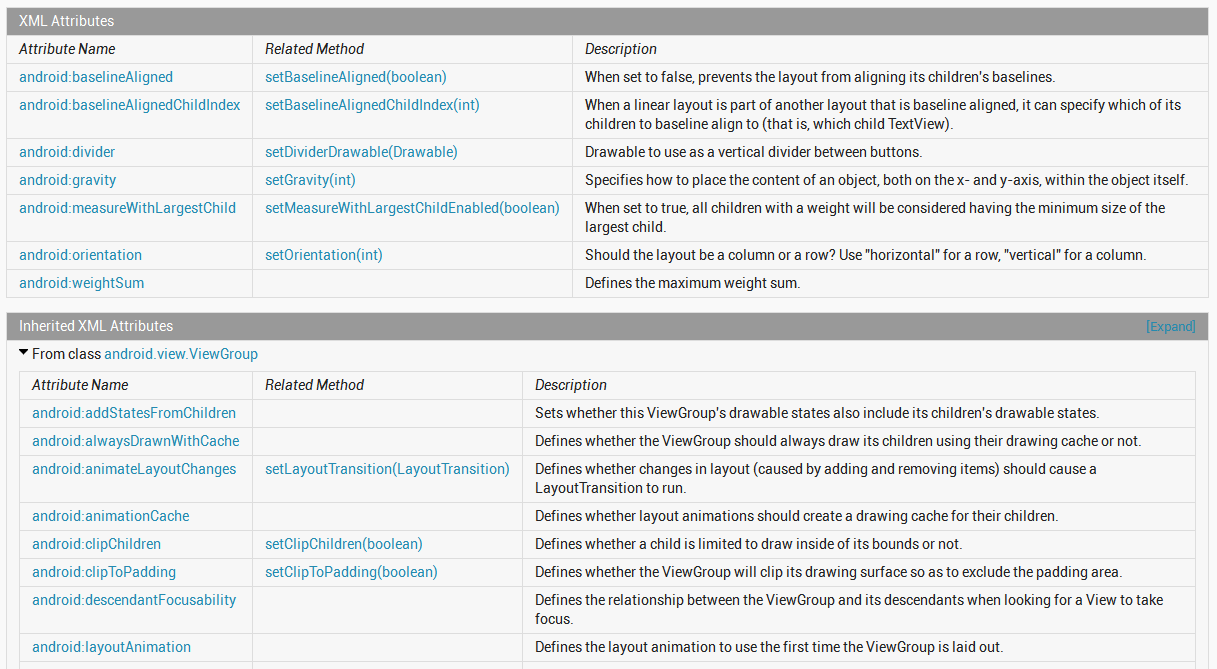 XML Attributes
Attribute Name Related Method Description
android:baselineAligned setBaselineAligned(boolean) When set to false, prevents the layout from aligning its children's baselines.
android:baselineAlignedChildIndex setBaselineAlignedChildIndex(int) When a linear layout is part of another layout that is baseline aligned, it can specify which of its
children to baseline align to (that is, which child TextView).
android:divider setDividerDrawable(Drawable) Drawable to use as a vertical divider between buttons.
android:gravity setGravity(int) Specifies how to place the content of an object, both on the x- and y-axis, within the object itself.
android:measureWithLargestChild setMeasureWithLargestChildEnabled(boolean) When set to true, all children with a weight will be considered having the minimum size of the
largest child.
android:orientation setOrientation(int) Should the layout be a column or a row? Use "horizontal" for a row, "vertical" for a column.
android:weightSum Defines the maximum weight sum.
Inherited XML Attributes [Expand]
From class android.view.ViewGroup
Attribute Name Related Method Description
android:addStatesFromChildren Sets whether this ViewGroup's drawable states also include its children's drawable states.
android:alwaysDrawnWithCache Defines whether the ViewGroup should always draw its children using their drawing cache or not.
android:animateLayoutChanges setLayoutTransition(LayoutTransition) Defines whether changes in layout (caused by adding and removing items) should cause a
LayoutTransition to run.
android:animationCache Defines whether layout animations should create a drawing cache for their children.
android:clipChildren setClipChildren(boolean) Defines whether a child is limited to draw inside of its bounds or not.
android:clipToPadding setClipToPadding(boolean) Defines whether the ViewGroup will clip its drawing surface so as to exclude the padding area.
android:descendantFocusability Defines the relationship between the ViewGroup and its descendants when looking for a View to take
focus.
android:layoutAnimation Defines the layout animation to use the first time the ViewGroup is laid out.